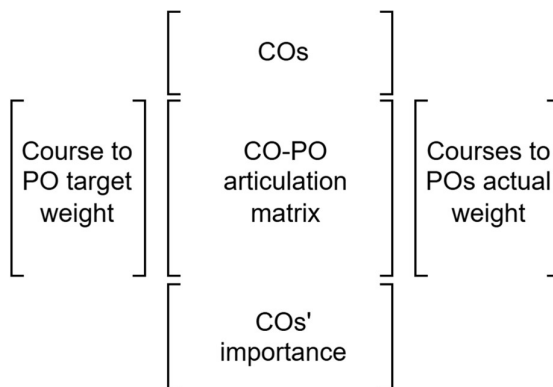 COs
Course to
PO target
weight
CO-PO
articulation
matrix
Courses to
POs actual
weight
COs'
importance